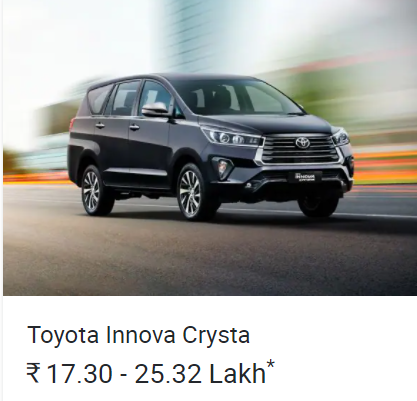 Toyota Innova Crysta
₹ 17.30 - 25.32 Lakh*